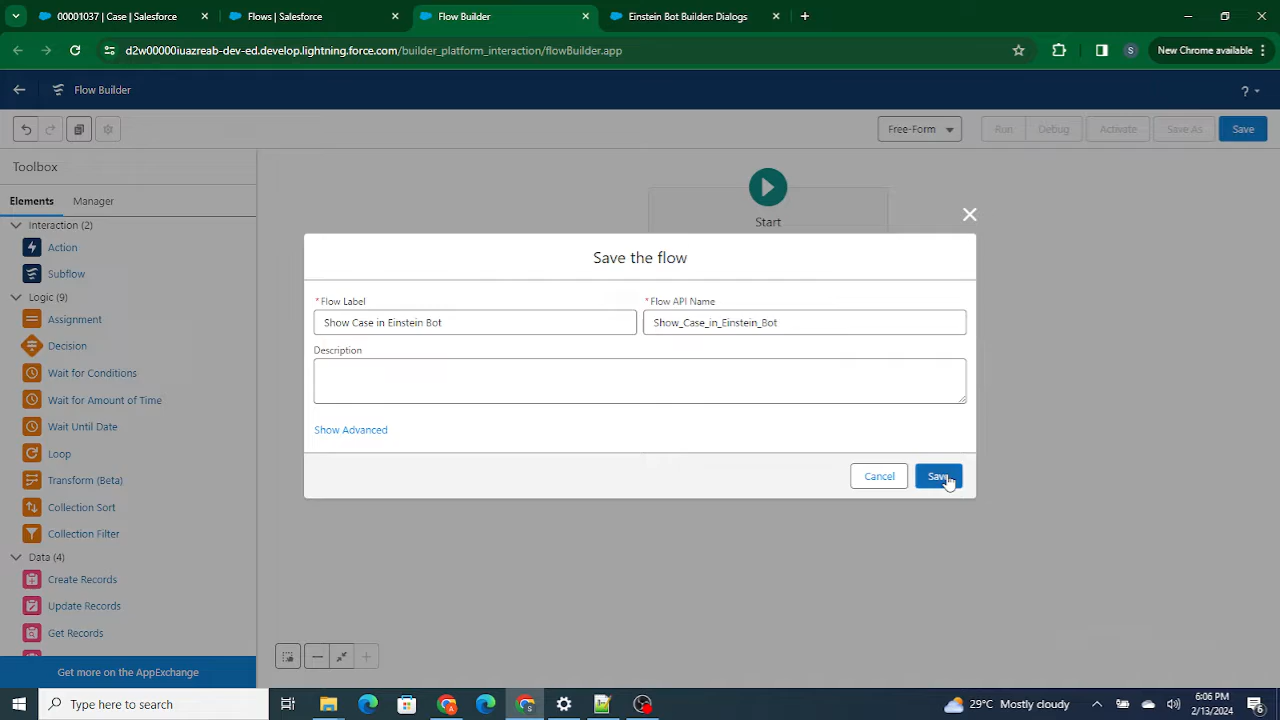 00001037 | Case | Salesforce
Flows | Salesforce
Flow Builder
Einstein Bot Builder: Dialogs
d2w00000iuazreab-dev-ed.develop.lightning.force.com/builder_platform_interaction/flowBuilder.app
S
New Chrome available
Flow Builder
?
Free-Form
Run
Debug
Activate
Save As
Save
Toolbox
Elements
Manager
Interaction (2)
Action
Subflow
Logic (9)
Assignment
Decision
Wait for Conditions
Wait for Amount of Time
Wait Until Date
Loop
Transform (Beta)
Collection Sort
Collection Filter
Data (4)
Create Records
Update Records
Get Records
Get more on the AppExchange
Start
Save the flow
*Flow Label
*Flow API Name
Show Case in Einstein Bot
Show_Case_in_Einstein_Bot
Description
Show Advanced
Cancel
Save
Type here to search
29°C Mostly cloudy
6:06 PM
2/13/2024
6